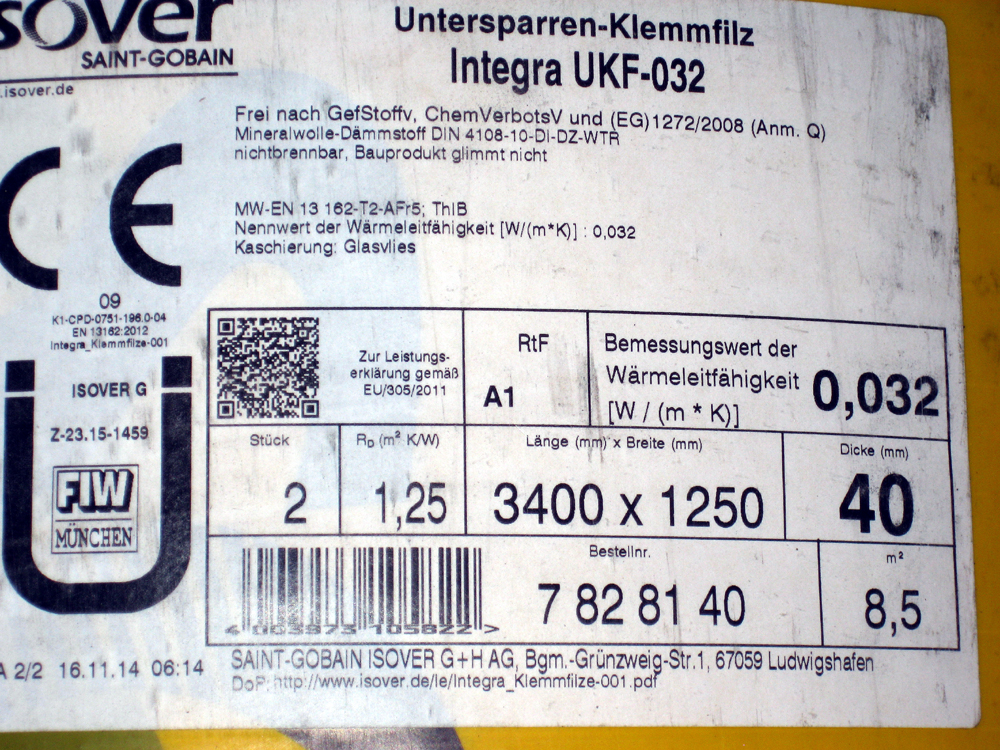 isover
SAINT-GOBAIN
.isover.de
Untersparren-Klemmfilz
Integra UKF-032
Frei nach GefStoffv, ChemVerbotsV und (EG)1272/2008 (Anm. Q)
Mineralwolle-Dämmstoff DIN 4108-10-DI-DZ-WTR
nichtbrennbar, Bauprodukt glimmt nicht
MW-EN 13 162-T2-AFr5; ThIB
Nennwert der Wärmeleitfähigkeit [W/(m*K)] : 0,032
Kaschierung: Glasvlies
CE
09
K1-CPD-0751-196.0-04
EN 13162:2012
Integra_Klemmfilze-001
ISOVER G
Z-23.15-1459
FIW
MÜNCHEN
Zur Leistungs-
erklärung gemäß
EU/305/2011
RtF
A1
Bemessungswert der
Wärmeleitfähigkeit
[W / (m * K)]
0,032
Stück
2
RD (m² K/W)
1,25
Länge (mm) x Breite (mm)
3400 x 1250
Dicke (mm)
40
4 003973 105822 >
Bestellnr.
7 82 81 40
m²
8,5
A 2/2 16.11.14 06:14
SAINT-GOBAIN ISOVER G+H AG, Bgm.-Grünzweig-Str.1, 67059 Ludwigshafen
DoP: http://www.isover.de/le/Integra_Klemmfilze-001.pdf